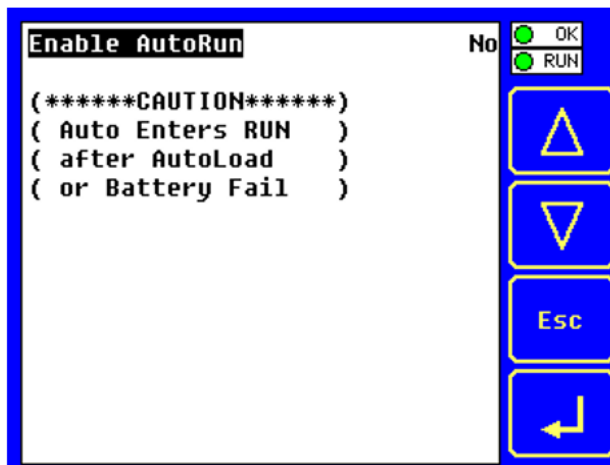 Enable AutoRun No
OK
RUN
(******CAUTION******)
( Auto Enters RUN )
( after AutoLoad )
( or Battery Fail )
Esc